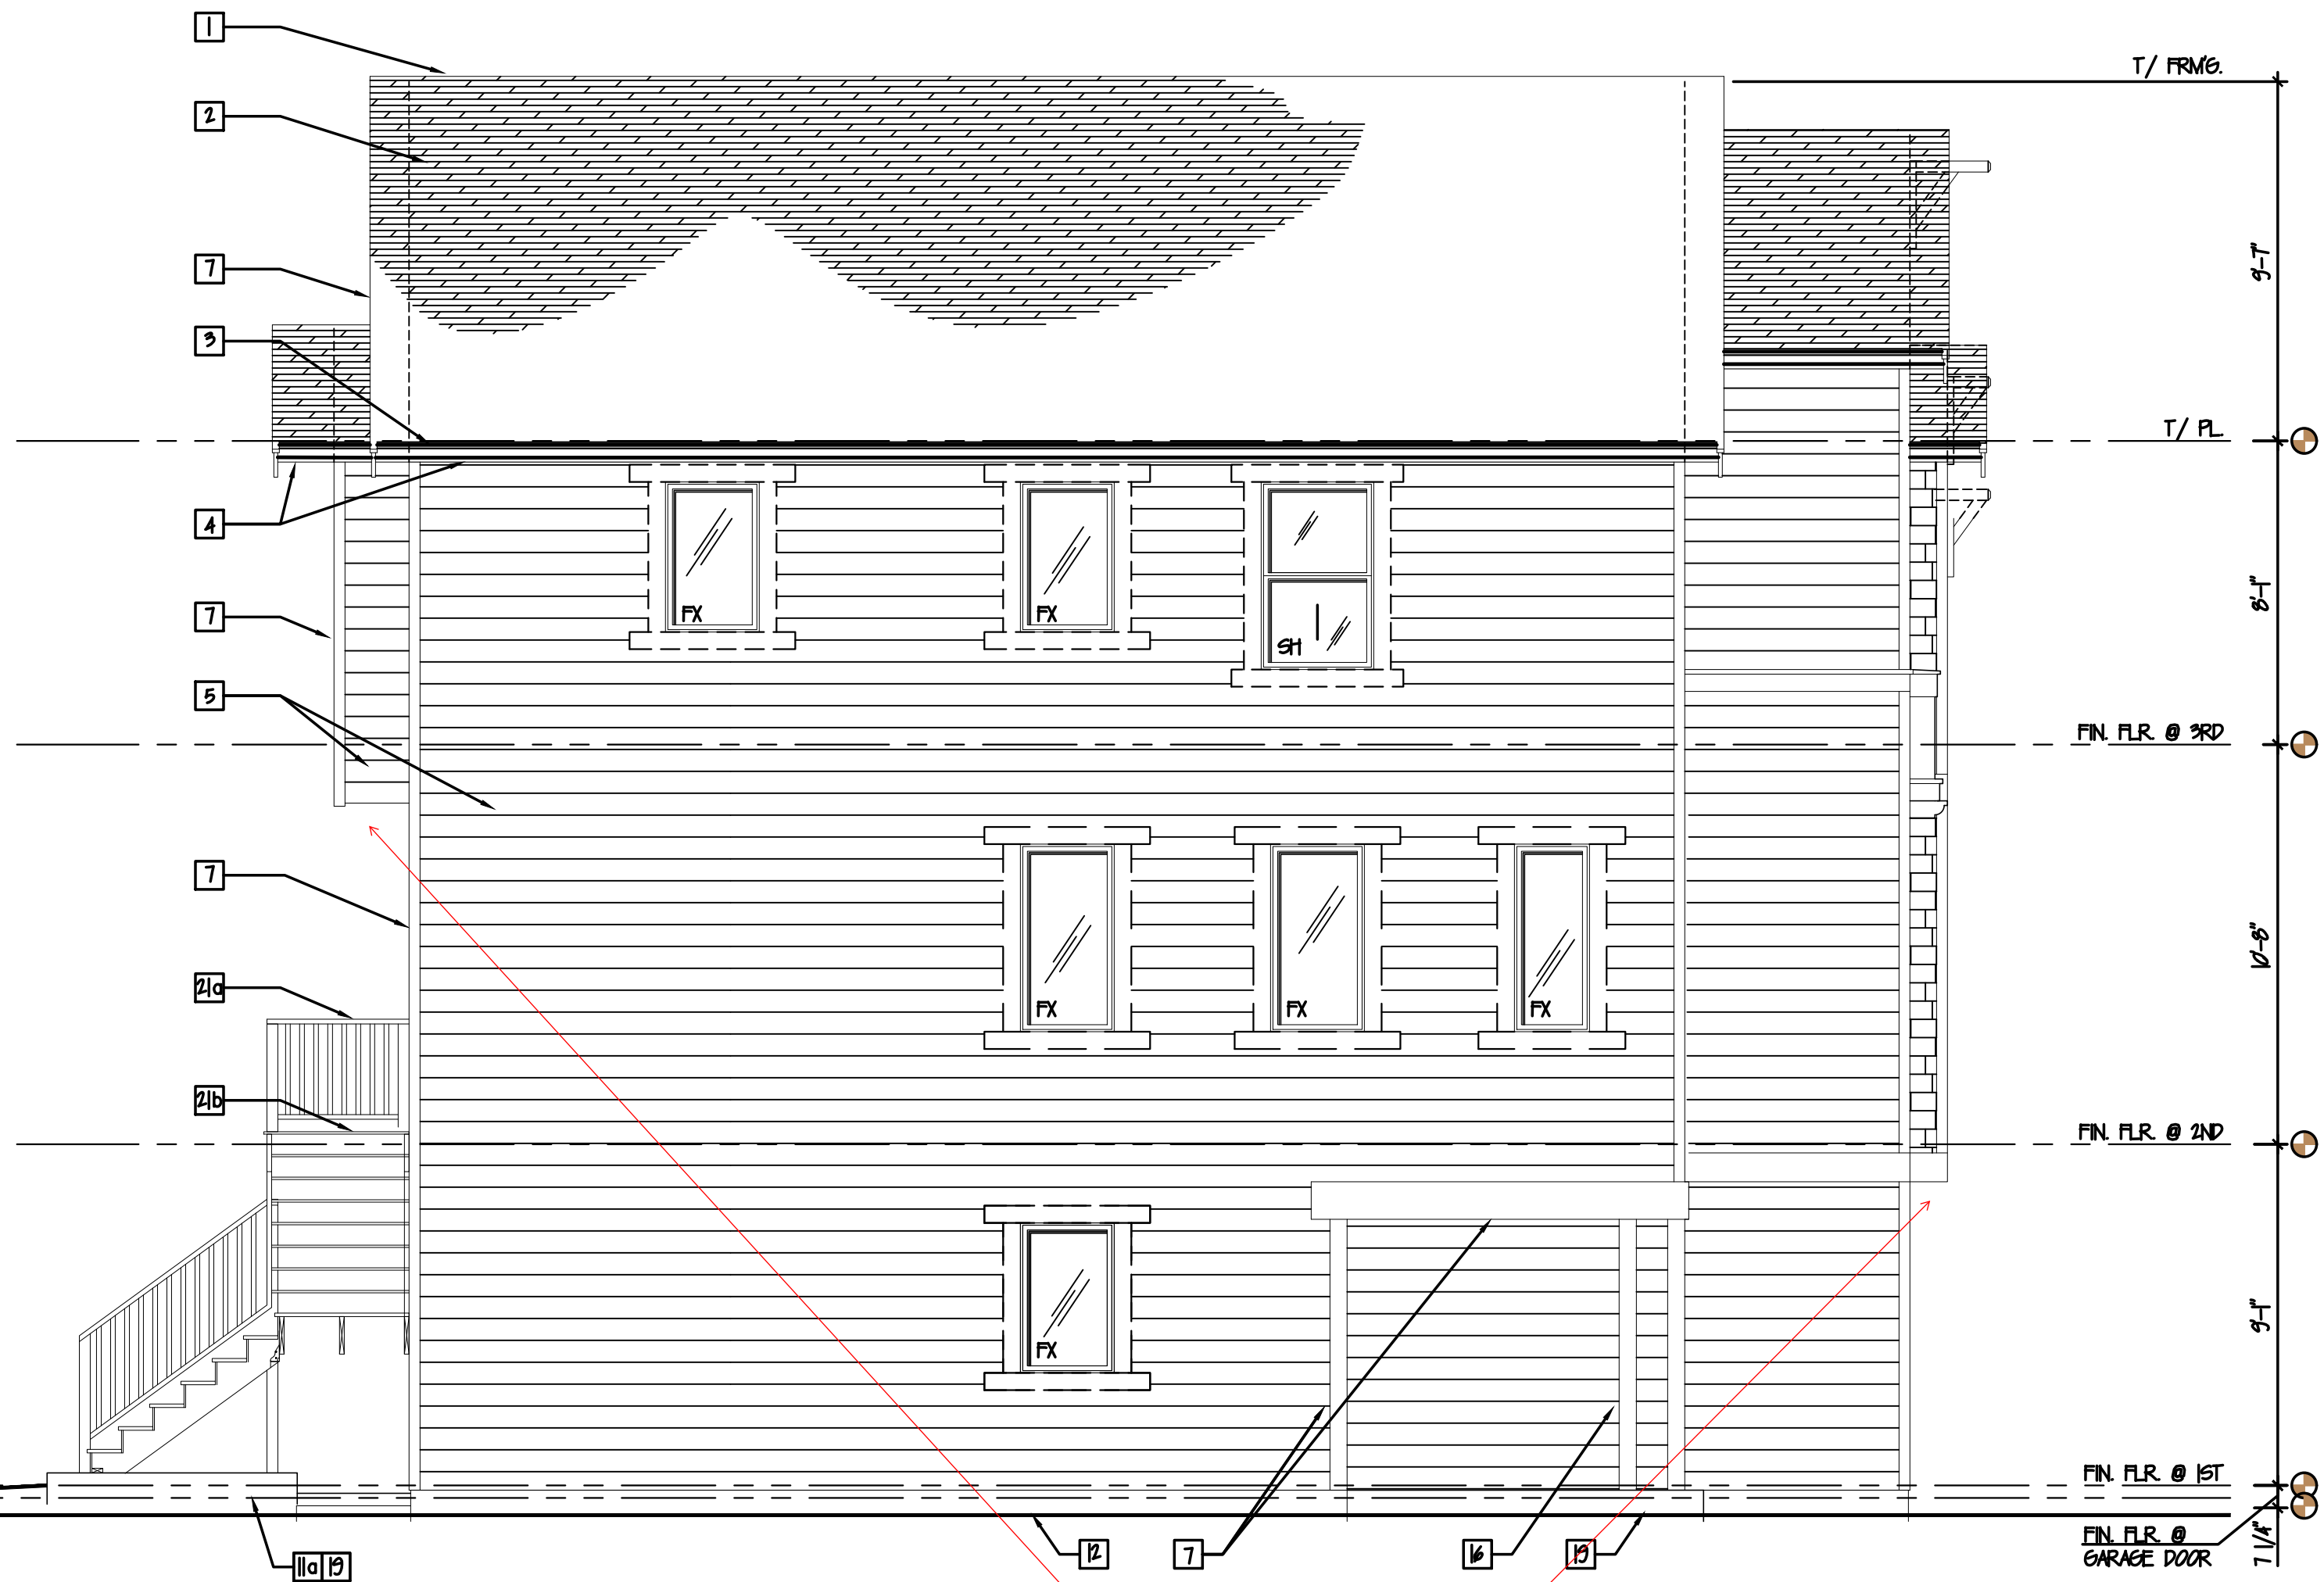 1
T/ FRM'G.
2
9'-7"
7
3
T/ PL.
4
8'-1"
FX
FX
7
SH
5
FIN. FLR. @ 3RD
7
10'-8"
21a
FX
FX
FX
21b
FIN. FLR. @ 2ND
9'-1"
FX
FIN. FLR. @ 1ST
FIN. FLR. @
GARAGE DOOR
7 1/4"
11a 19
12
7
16
19